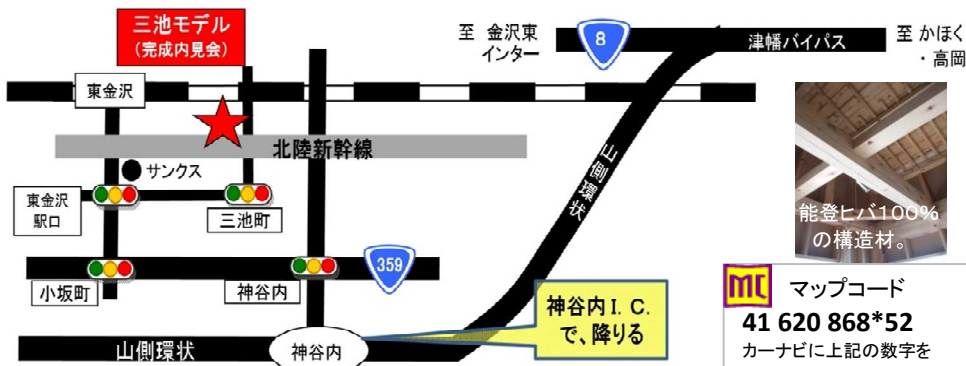 三池モデル
(完成内見会)
至 金沢東
インター
8
津幡バイパス
至 かほく
・高岡
東金沢
北陸新幹線
サンクス
東金沢
駅口
三池町
山側環状
能登ヒバ100%
の構造材。
359
小坂町
神谷内
神谷内I.C.
で、降りる
山側環状
神谷内
mc マップコード
41 620 868*52
カーナビに上記の数字を